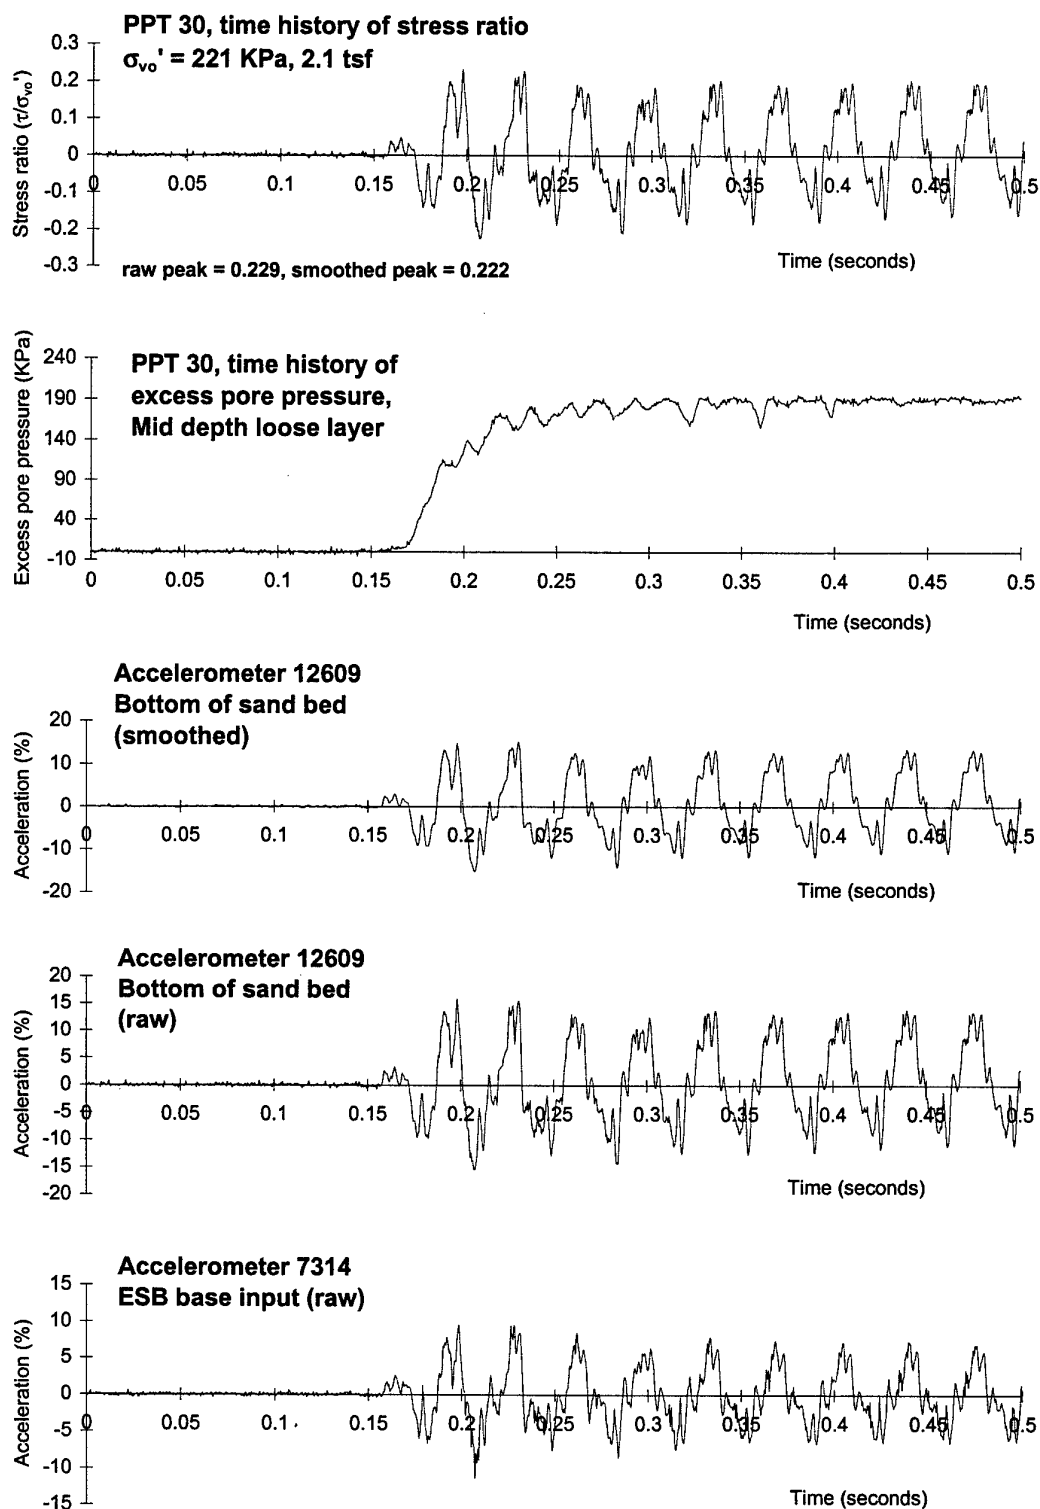 PPT 30, time history of stress ratio
σvo' = 221 KPa, 2.1 tsf
Stress ratio (τ/σvo')
0.3
0.2
0.1
0
-0.1
-0.2
-0.3
0 0.05 0.1 0.15 0.2 0.25 0.3 0.35 0.4 0.45 0.5
Time (seconds)
raw peak = 0.229, smoothed peak = 0.222
PPT 30, time history of
excess pore pressure,
Mid depth loose layer
Excess pore pressure (KPa)
240
190
140
90
40
-10
0 0.05 0.1 0.15 0.2 0.25 0.3 0.35 0.4 0.45 0.5
Time (seconds)
Accelerometer 12609
Bottom of sand bed
(smoothed)
Acceleration (%)
20
10
0
-10
-20
0 0.05 0.1 0.15 0.2 0.25 0.3 0.35 0.4 0.45 0.5
Time (seconds)
Accelerometer 12609
Bottom of sand bed
(raw)
Acceleration (%)
20
15
10
5
0
-5
-10
-15
-20
0 0.05 0.1 0.15 0.2 0.25 0.3 0.35 0.4 0.45 0.5
Time (seconds)
Accelerometer 7314
ESB base input (raw)
Acceleration (%)
15
10
5
0
-5
-10
-15
0 0.05 0.1 0.15 0.2 0.25 0.3 0.35 0.4 0.45 0.5
Time (seconds)